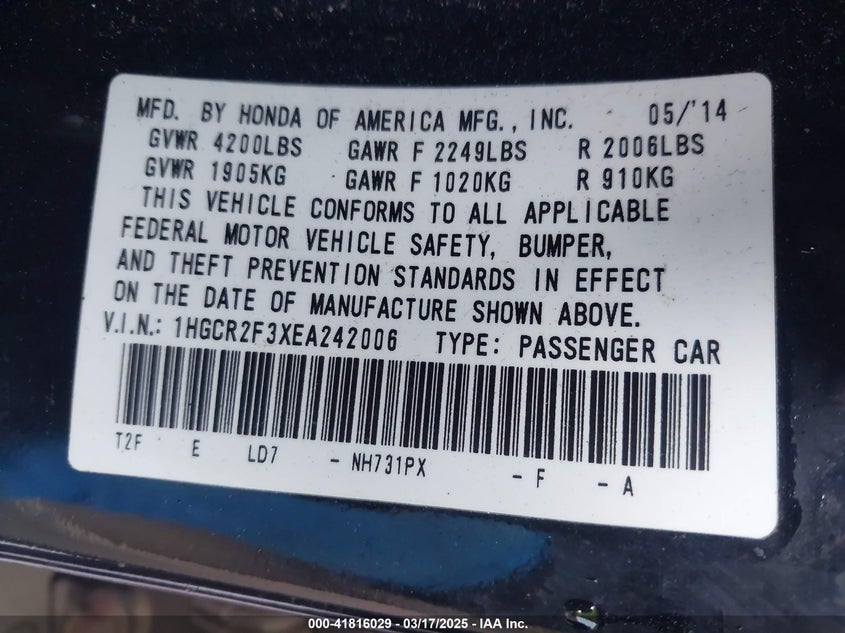 MFD. BY HONDA OF AMERICA MFG., INC. 05/'14
GVWR 4200LBS GAWR F 2249LBS R 2006LBS
GVWR 1905KG GAWR F 1020KG R 910KG
THIS VEHICLE CONFORMS TO ALL APPLICABLE
FEDERAL MOTOR VEHICLE SAFETY, BUMPER,
AND THEFT PREVENTION STANDARDS IN EFFECT
ON THE DATE OF MANUFACTURE SHOWN ABOVE.
V.I.N.: 1HGCR2F3XEA242006 TYPE: PASSENGER CAR
T2F E LD7 - NH731PX - F - A
000-41816029 — 03/17/2025 — IAA Inc.